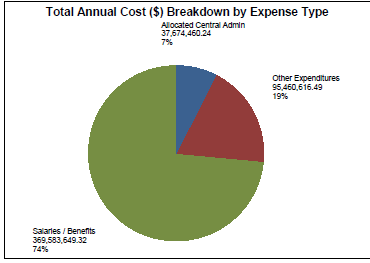 Total Annual Cost ($) Breakdown by Expense Type
Allocated Central Admin
37,674,460.24
7%
Other Expenditures
95,460,616.49
19%
Salaries / Benefits
369,583,649.32
74%